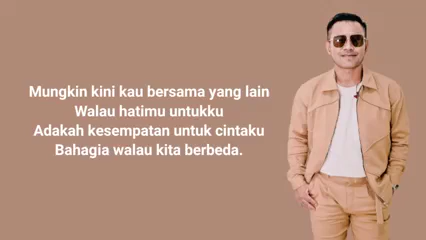 Mungkin kini kau bersama yang lain
Walau hatimu untukku
Adakah kesempatan untuk cintaku
Bahagia walau kita berbeda.